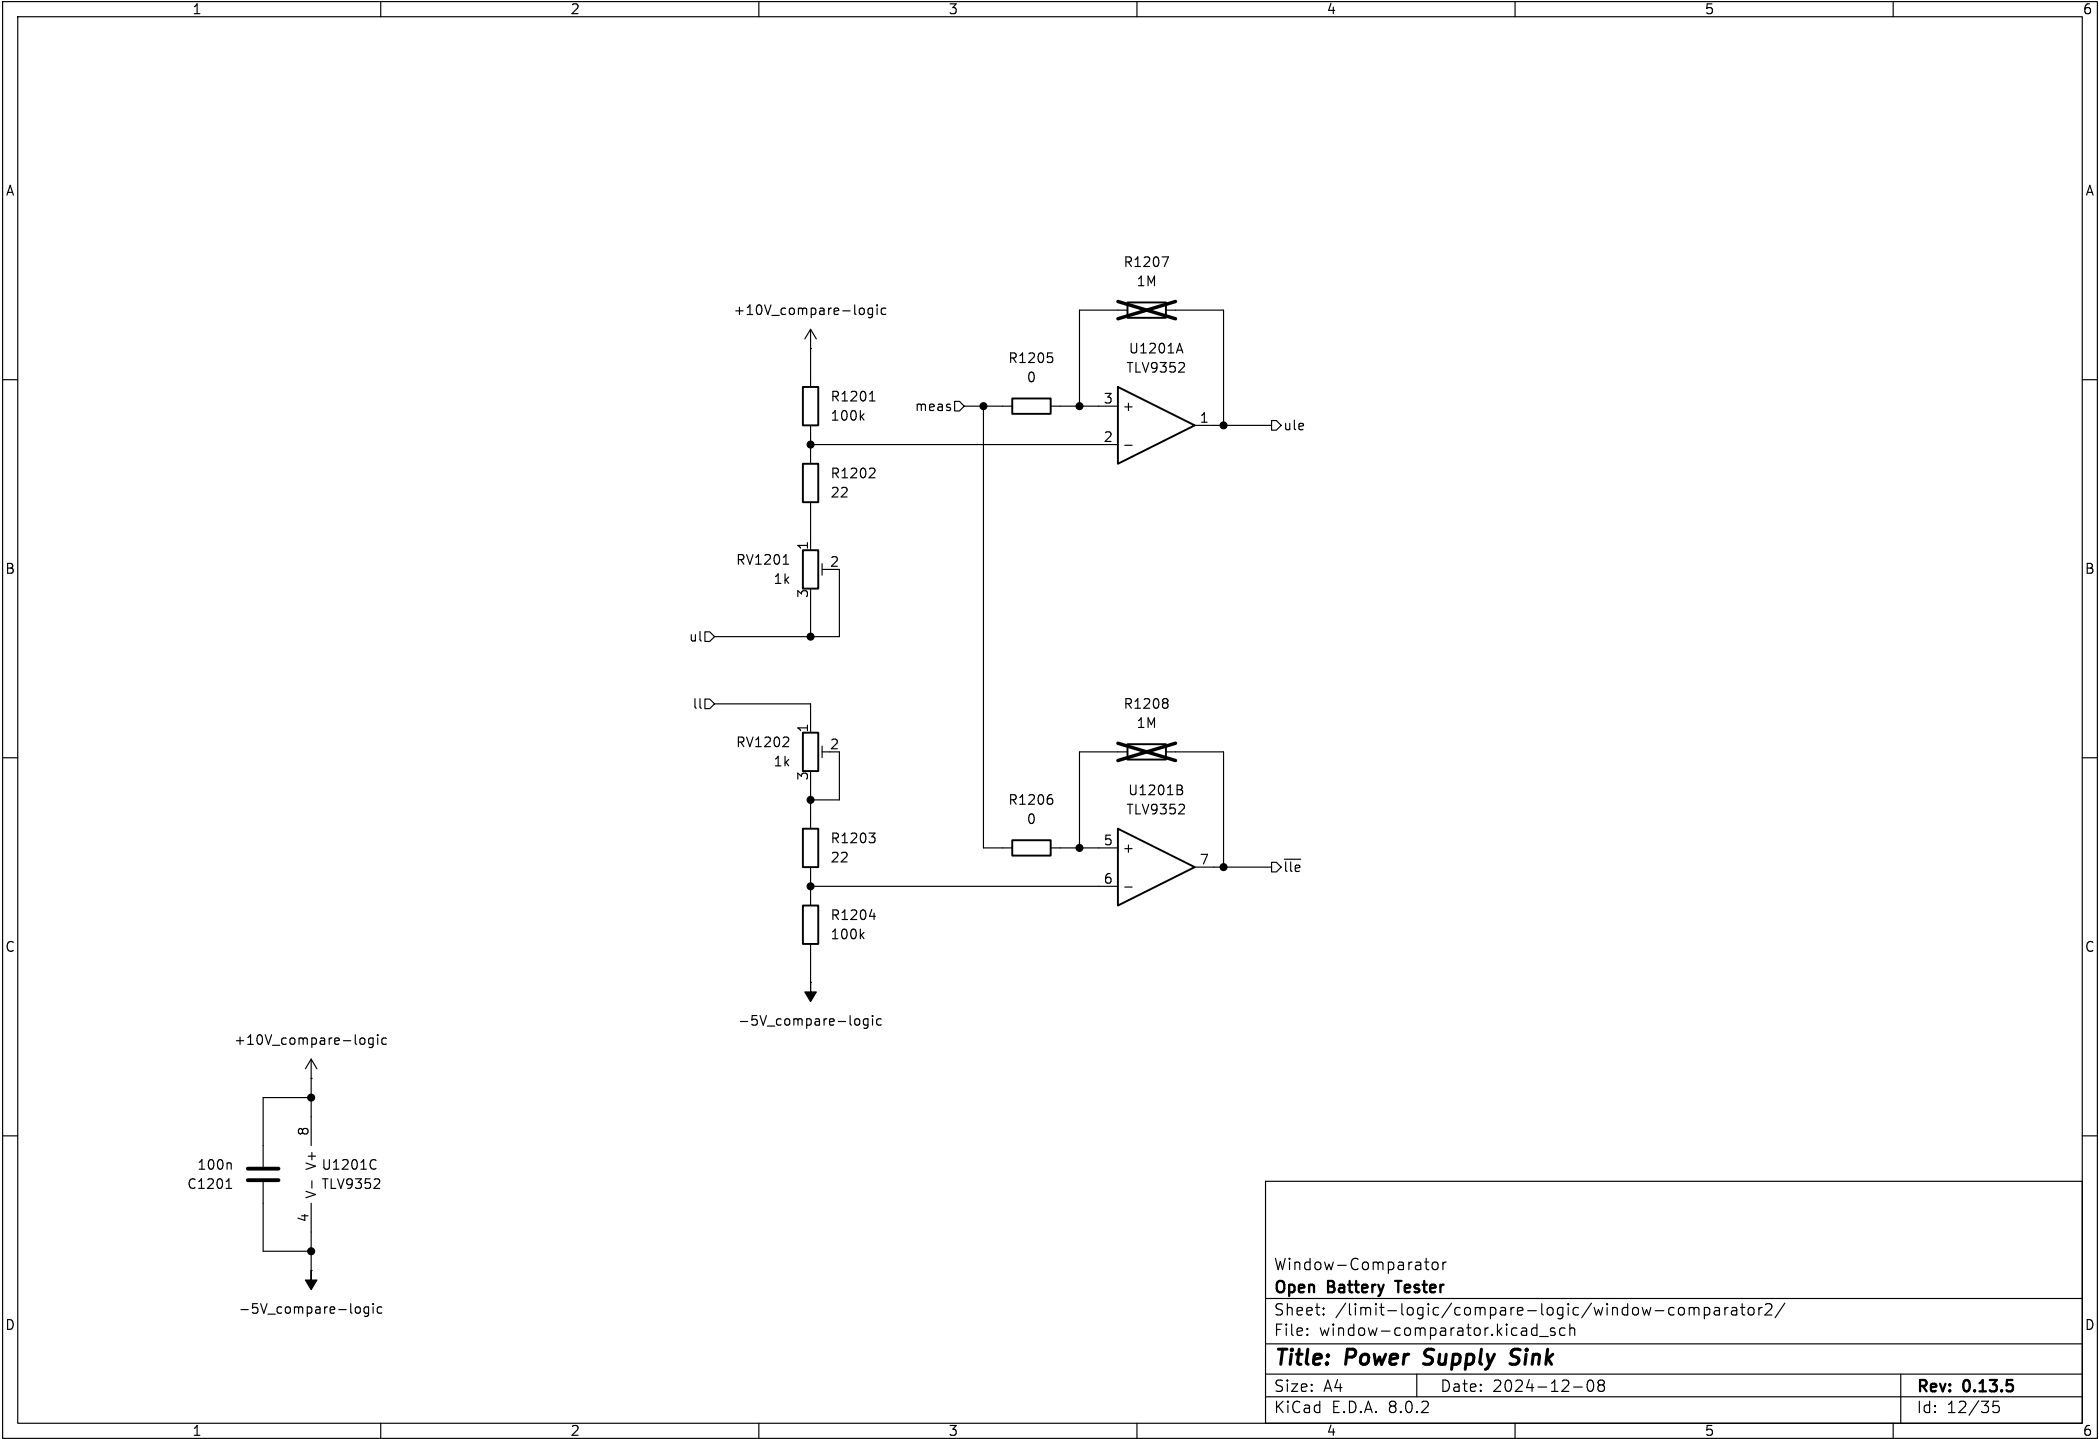 1 2 3 4 5 6
A
B
C
D
A
B
C
D
R1207
1M
+10V_compare-logic
U1201A
TLV9352
R1205
0
R1201
100k
meas
3
+
1
ule
2
-
R1202
22
RV1201
1k
1
2
3
ul
ll
RV1202
1k
1
2
3
R1208
1M
U1201B
TLV9352
R1206
0
R1203
22
5
+
7
lle
6
-
R1204
100k
-5V_compare-logic
+10V_compare-logic
8
100n
C1201
V+
V-
U1201C
TLV9352
4
-5V_compare-logic
Window-Comparator
Open Battery Tester
Sheet: /limit-logic/compare-logic/window-comparator2/
File: window-comparator.kicad_sch
Title: Power Supply Sink
Size: A4 Date: 2024-12-08 Rev: 0.13.5
KiCad E.D.A. 8.0.2 Id: 12/35
1 2 3 4 5 6